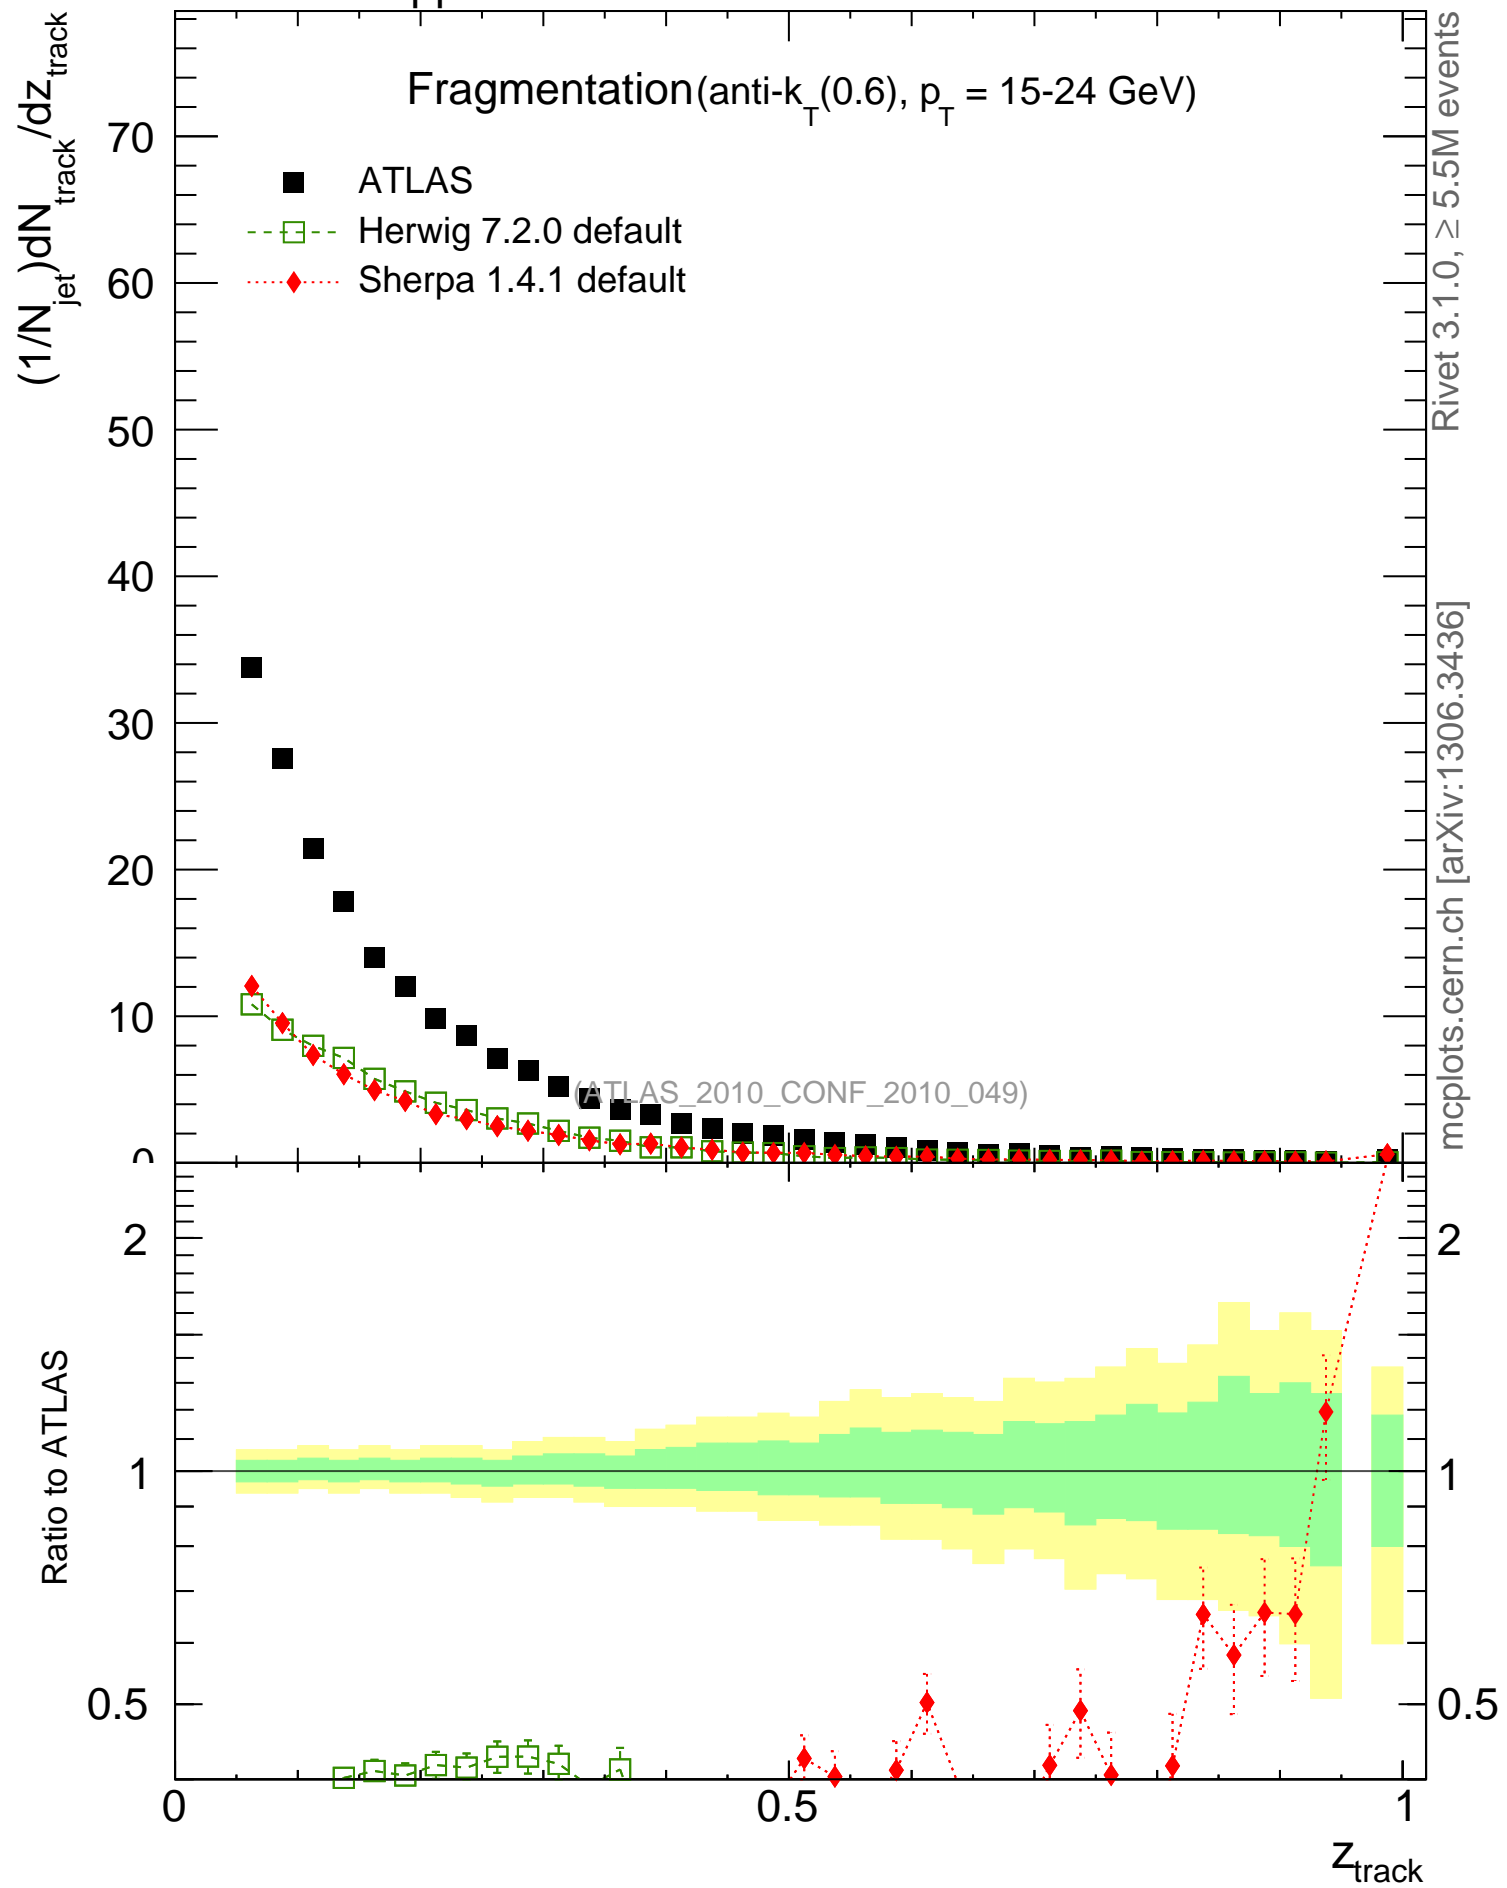 pp
(1/N_jet)dN_track/dz_track
Fragmentation (anti-k_T(0.6), p_T = 15-24 GeV)
ATLAS
Herwig 7.2.0 default
Sherpa 1.4.1 default
70
60
50
40
30
20
10
0
(ATLAS_2010_CONF_2010_049)
Rivet 3.1.0, ≥ 5.5M events
mcplots.cern.ch [arXiv:1306.3436]
Ratio to ATLAS
2
1
0.5
2
1
0.5
0
0.5
1
z_track